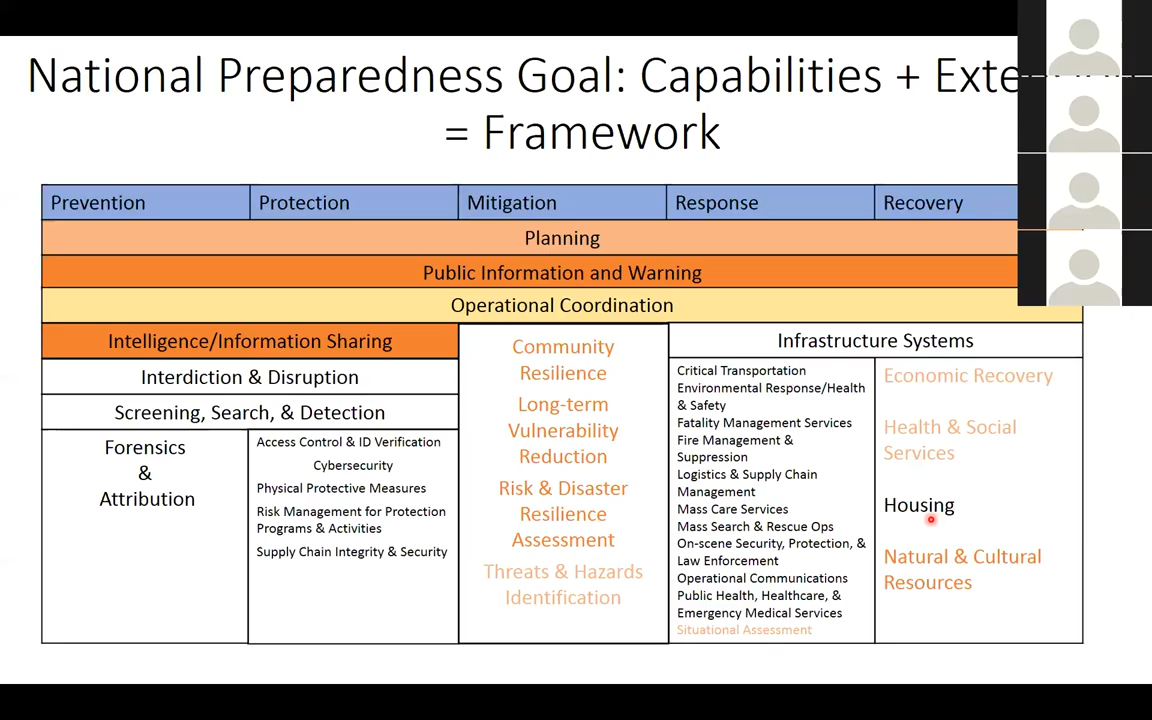 National Preparedness Goal: Capabilities +
= Framework
Prevention
Protection
Mitigation
Response
Recovery
Planning
Public Information and Warning
Operational Coordination
Intelligence/Information Sharing
Interdiction & Disruption
Screening, Search, & Detection
Forensics
&
Attribution
Access Control & ID Verification
Cybersecurity
Physical Protective Measures
Risk Management for Protection
Programs & Activities
Supply Chain Integrity & Security
Community
Resilience
Long-term
Vulnerability
Reduction
Risk & Disaster
Resilience
Assessment
Threats & Hazards
Identification
Infrastructure Systems
Critical Transportation
Environmental Response/Health
& Safety
Fatality Management Services
Fire Management &
Suppression
Logistics & Supply Chain
Management
Mass Care Services
Mass Search & Rescue Ops
On-scene Security, Protection, &
Law Enforcement
Operational Communications
Public Health, Healthcare, &
Emergency Medical Services
Situational Assessment
Economic Recovery
Health & Social
Services
Housing
Natural & Cultural
Resources